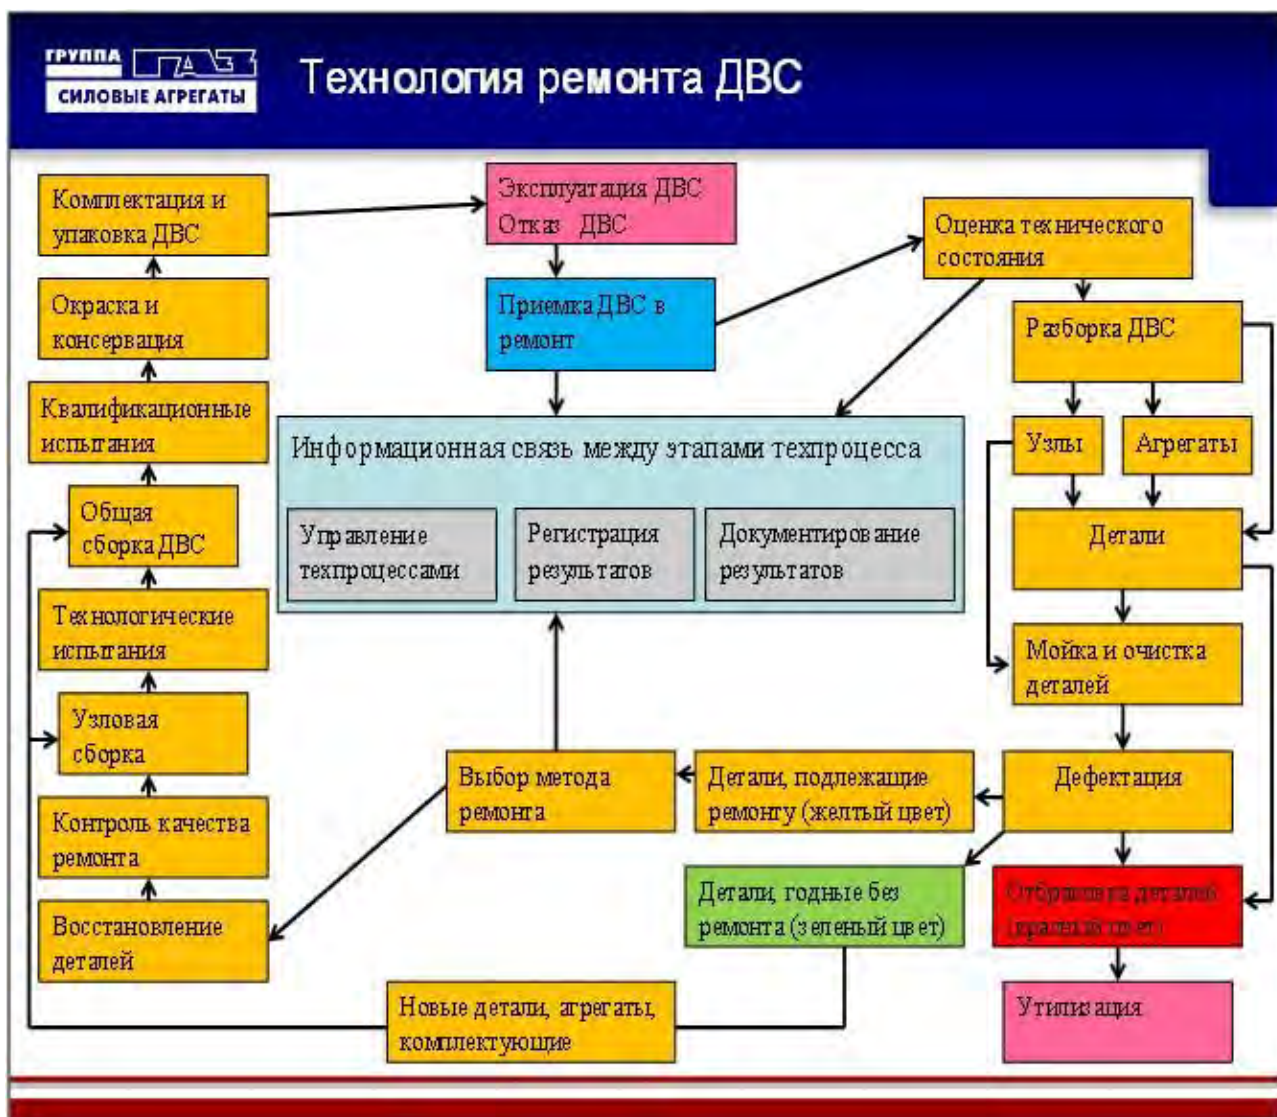 ГРУППА ГАЗ
СИЛОВЫЕ АГРЕГАТЫ
Технология ремонта ДВС
Комплектация и
упаковка ДВС
Эксплуатация ДВС
Отказ ДВС
Оценка технического
состояния
Окраска и
консервация
Приемка ДВС в
ремонт
Разборка ДВС
Квалификационные
испытания
Информационная связь между этапами техпроцесса
Узлы
Агрегаты
Общая
сборка ДВС
Управление
техпроцессами
Регистрация
результатов
Документирование
результатов
Детали
Технологические
испытания
Мойка и очистка
деталей
Узловая
сборка
Выбор метода
ремонта
Детали, подлежащие
ремонту (желтый цвет)
Дефектация
Контроль качества
ремонта
Детали, годные без
ремонта (зеленый цвет)
Отбраковка деталей
(красный цвет)
Восстановление
деталей
Новые детали, агрегаты,
комплектующие
Утилизация